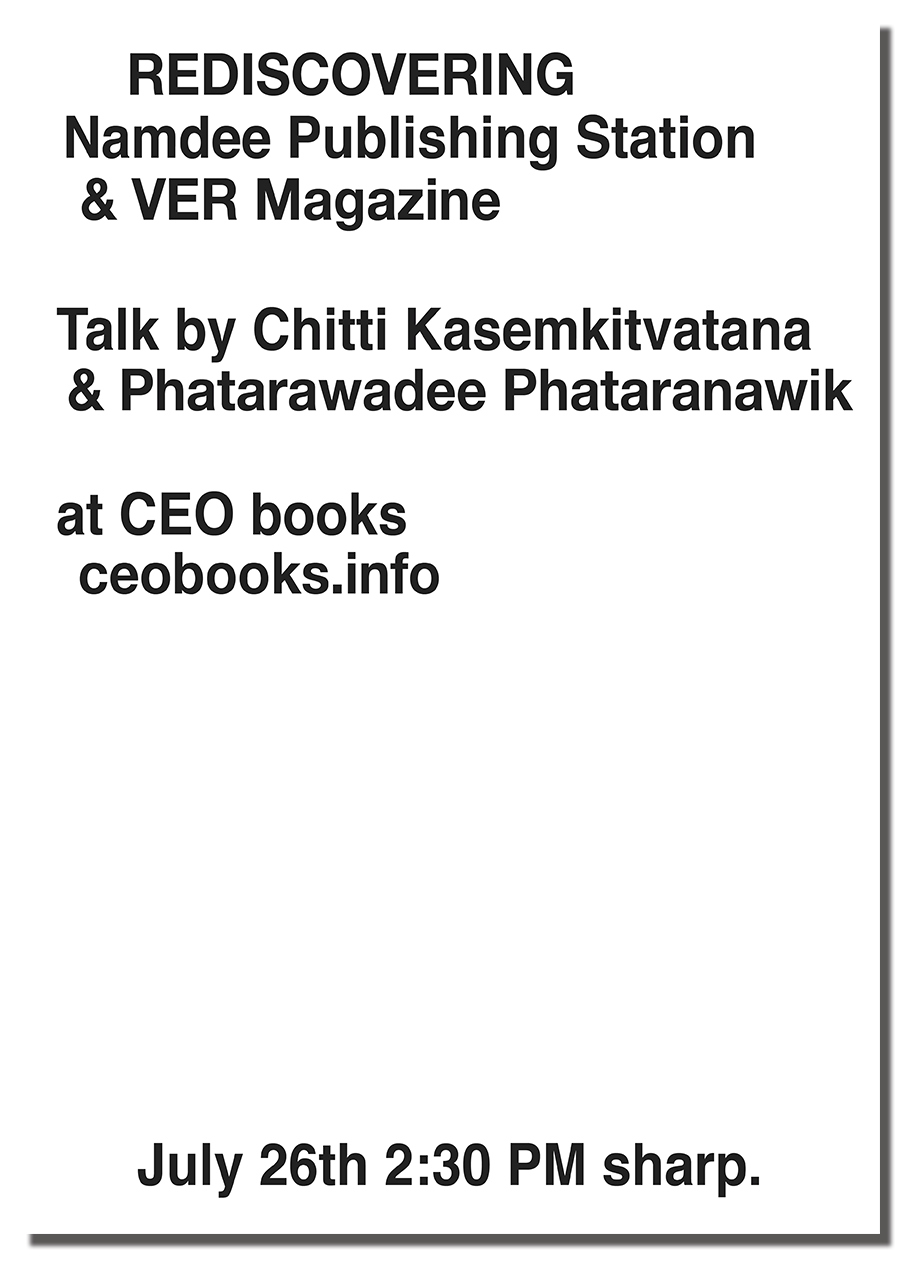 REDISCOVERING
Namdee Publishing Station
& VER Magazine
Talk by Chitti Kasemkitvatana
& Phatarawadee Phataranawik
at CEO books
ceobooks.info
July 26th 2:30 PM sharp.